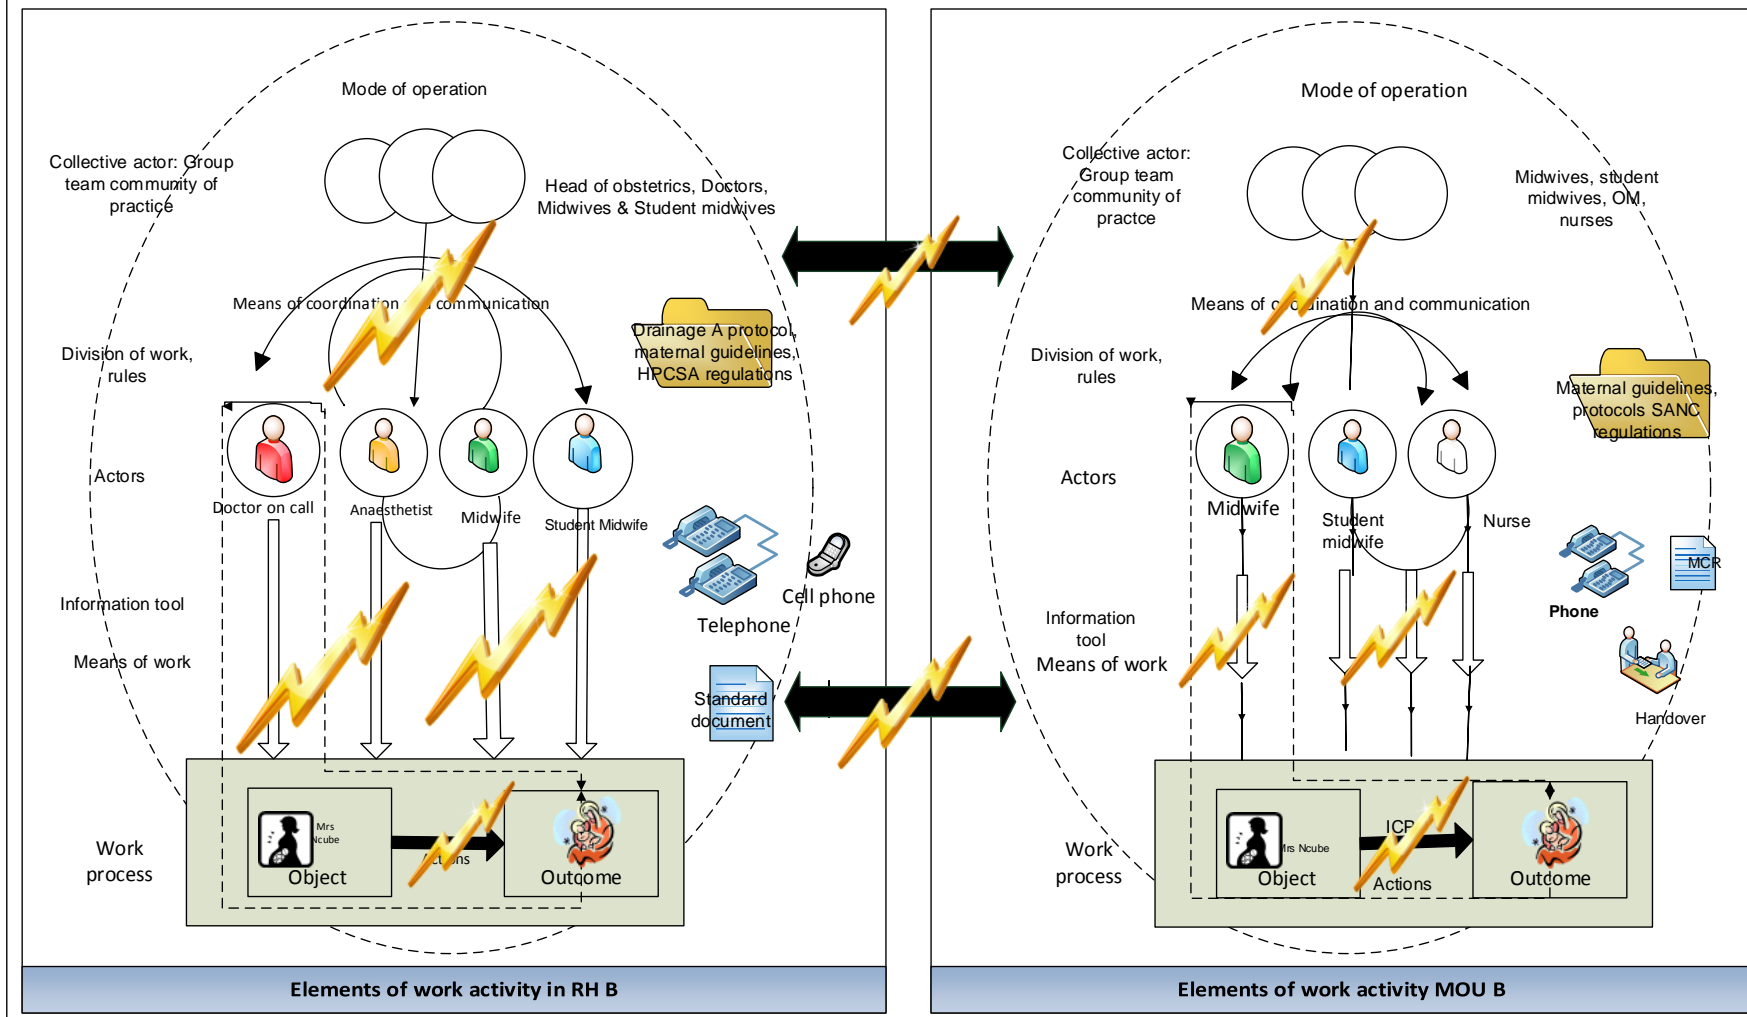 Mode of operation
Collective actor: Group
team community of
practice
Head of obstetrics, Doctors,
Midwives & Student midwives
Means of coordination and communication
Drainage A protocol,
maternal guidelines,
HPCSA regulations
Division of work,
rules
Actors
Doctor on call
Anaesthetist
Midwife
Student Midwife
Information tool
Means of work
Telephone
Cell phone
Standard
document
Work
process
Mrs
Ncube
Object
Actions
Outcome
Elements of work activity in RH B
Mode of operation
Collective actor:
Group team
community of
practce
Midwives, student
midwives, OM,
nurses
Means of coordination and communication
Division of work,
rules
Maternal guidelines,
protocols SANC
regulations
Actors
Midwife
Student
midwife
Nurse
Phone
MCR
Information
tool
Means of work
Handover
Work
process
Mrs Ncube
Object
Actions
Outcome
Elements of work activity MOU B